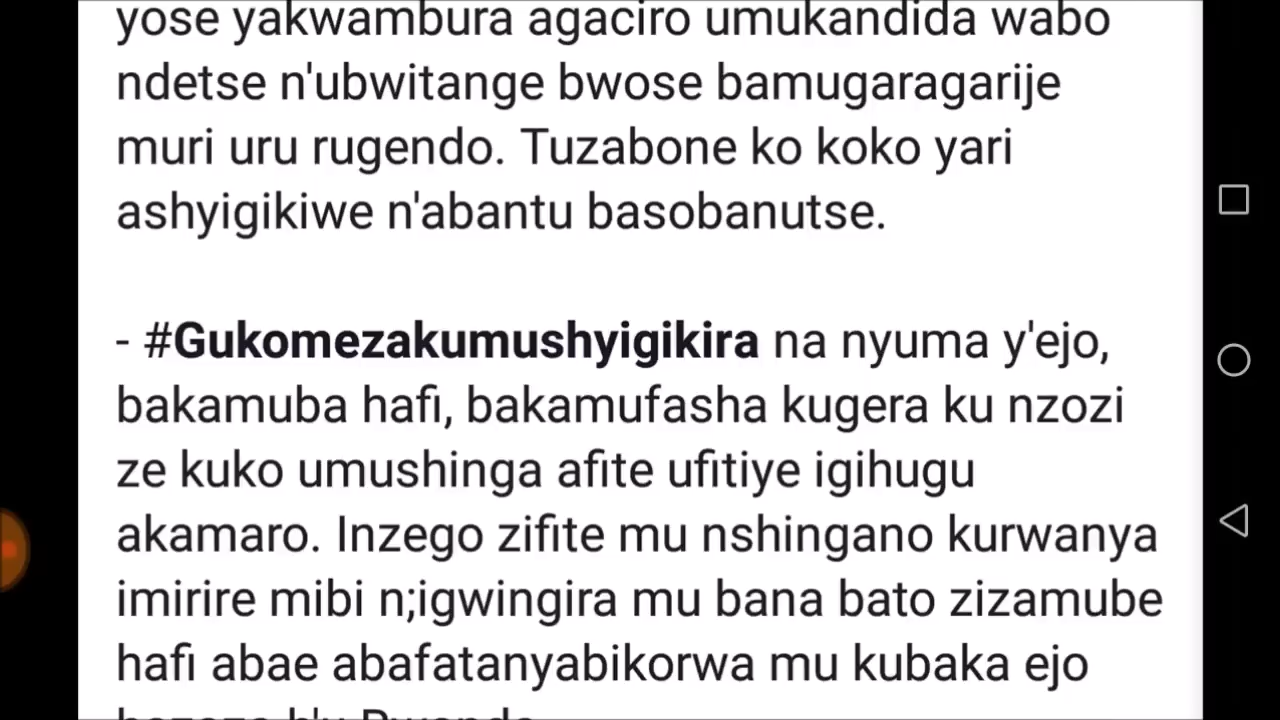 yose yakwambura agaciro umukandida wabo
ndetse n'ubwitange bwose bamugaragarije
muri uru rugendo. Tuzabone ko koko yari
ashyigikiwe n'abantu basobanutse.
- #Gukomezakumushyigikira na nyuma y'ejo,
bakamuba hafi, bakamufasha kugera ku nzozi
ze kuko umushinga afite ufitiye igihugu
akamaro. Inzego zifite mu nshingano kurwanya
imirire mibi n;igwingira mu bana bato zizamube
hafi abae abafatanyabikorwa mu kubaka ejo